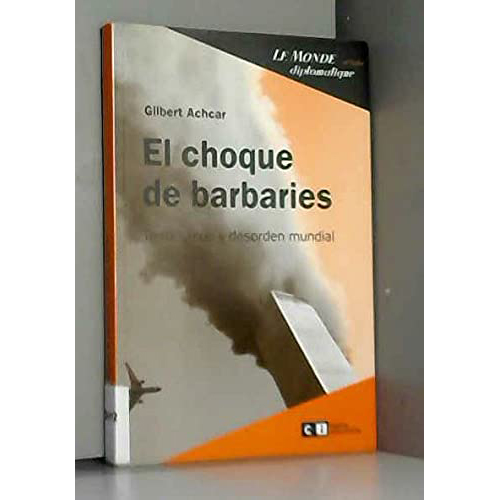 LE MONDE
diplomatique
Gilbert Achcar
El choque
de barbaries
desorden mundial